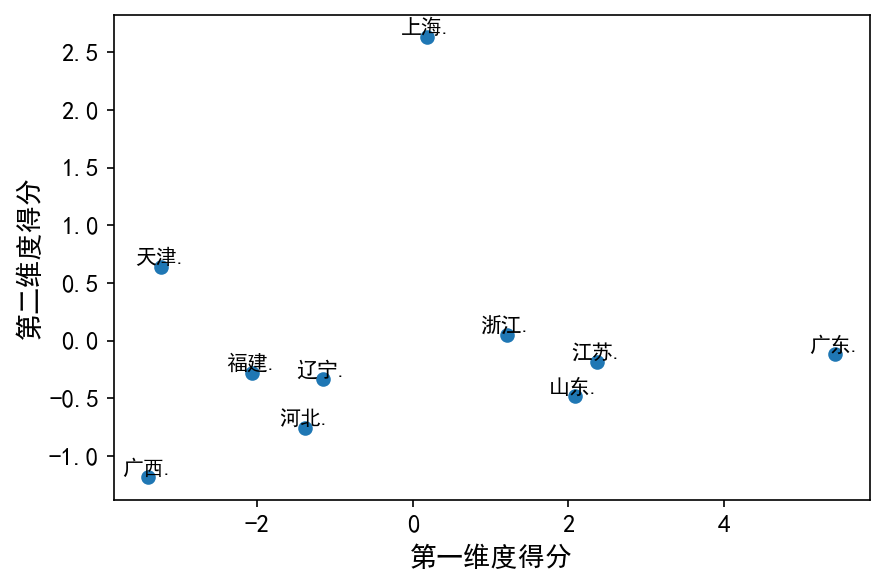 上海.
2.5
2.0
1.5
1.0
天津.
0.5
浙江.
0.0
江苏.
广东.
福建.
辽宁.
山东.
−0.5
河北.
−1.0
广西.
−2
0
2
4
第一维度得分
第二维度得分